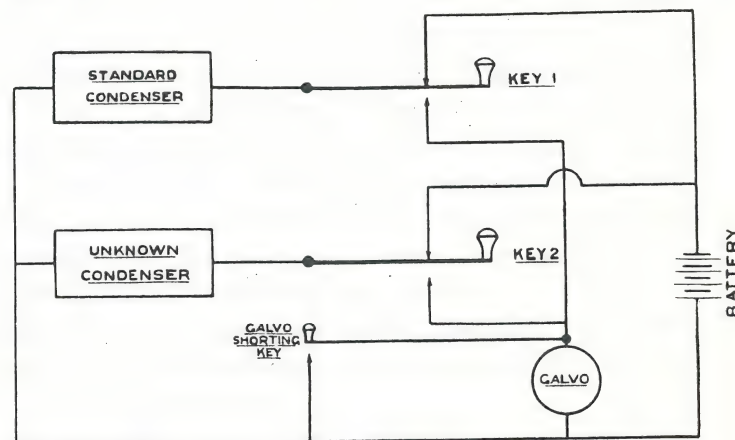 STANDARD
CONDENSER
KEY 1
UNKNOWN
CONDENSER
KEY 2
BATTERY
GALVO
SHORTING
KEY
GALVO